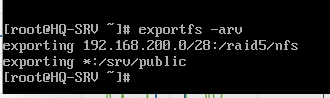 [root@HQ-SRV ~]# exportfs -arv
exporting 192.168.200.0/28:/raid5/nfs
exporting *:/srv/public
[root@HQ-SRV ~]#